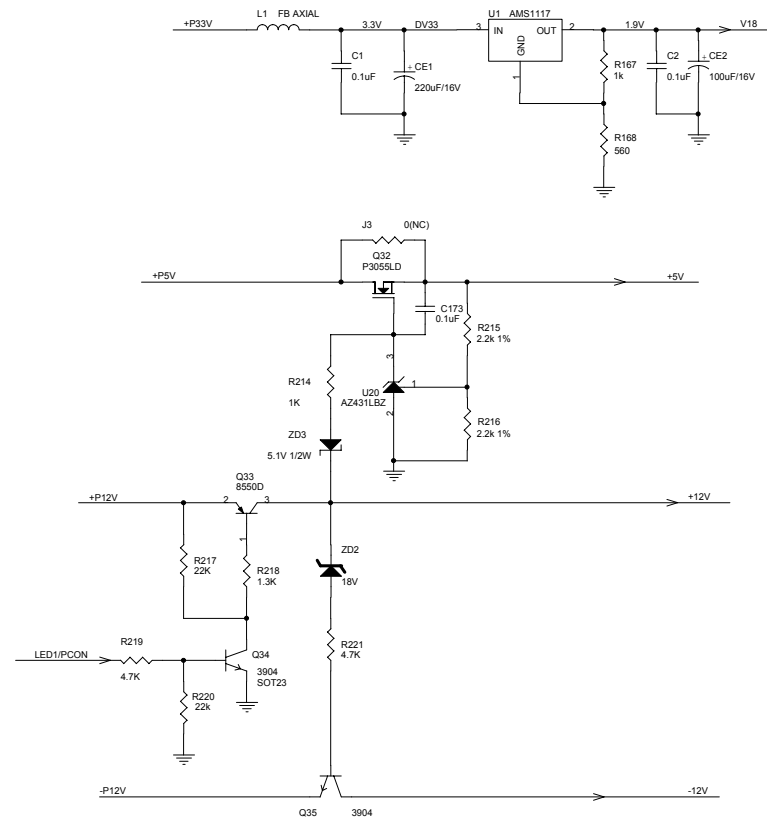 L1 FB AXIAL
U1 AMS1117
+P33V
3.3V
DV33
3
IN
OUT
2
1.9V
V18
GND
1
C1
0.1uF
+
CE1
220uF/16V
R167
1k
C2
0.1uF
+
CE2
100uF/16V
R168
560
J3
0(NC)
Q32
P3055LD
+P5V
+5V
C173
0.1uF
R215
2.2k 1%
R214
1K
3
U20
AZ431LBZ
1
2
R216
2.2k 1%
ZD3
5.1V 1/2W
Q33
8550D
+P12V
2
3
+12V
1
R217
22K
R218
1.3K
ZD2
18V
R219
LED1/PCON
4.7K
Q34
3904
SOT23
R221
4.7K
R220
22k
-P12V
-12V
Q35
3904